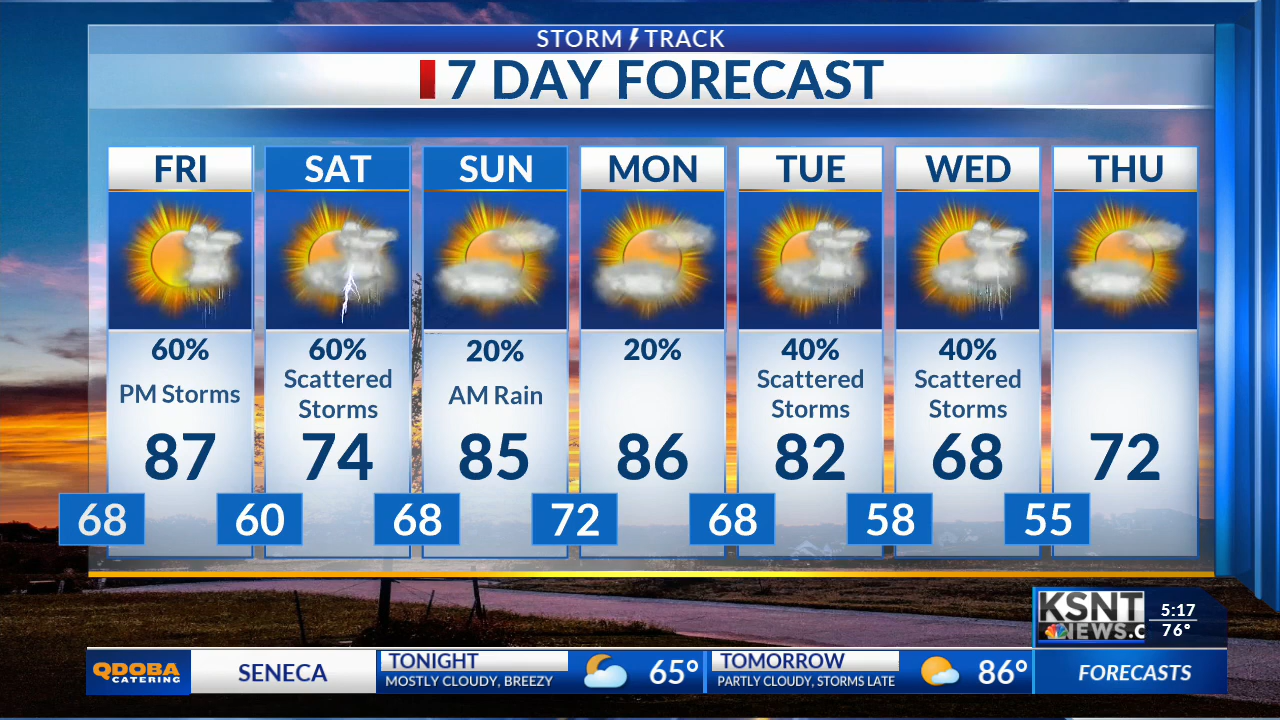 STORM TRACK
7 DAY FORECAST
FRI SAT SUN MON TUE WED THU
60% 60% 20% 20% 40% 40%
PM Storms
Scattered
Storms
AM Rain
Scattered
Storms
Scattered
Storms
87 74 85 86 82 68 72
68 60 68 72 68 58 55
KSNT
NEWS.C
5:17
76°
QDOBA
CATERING
SENECA
TONIGHT
MOSTLY CLOUDY, BREEZY
65°
TOMORROW
PARTLY CLOUDY, STORMS LATE
86°
FORECASTS